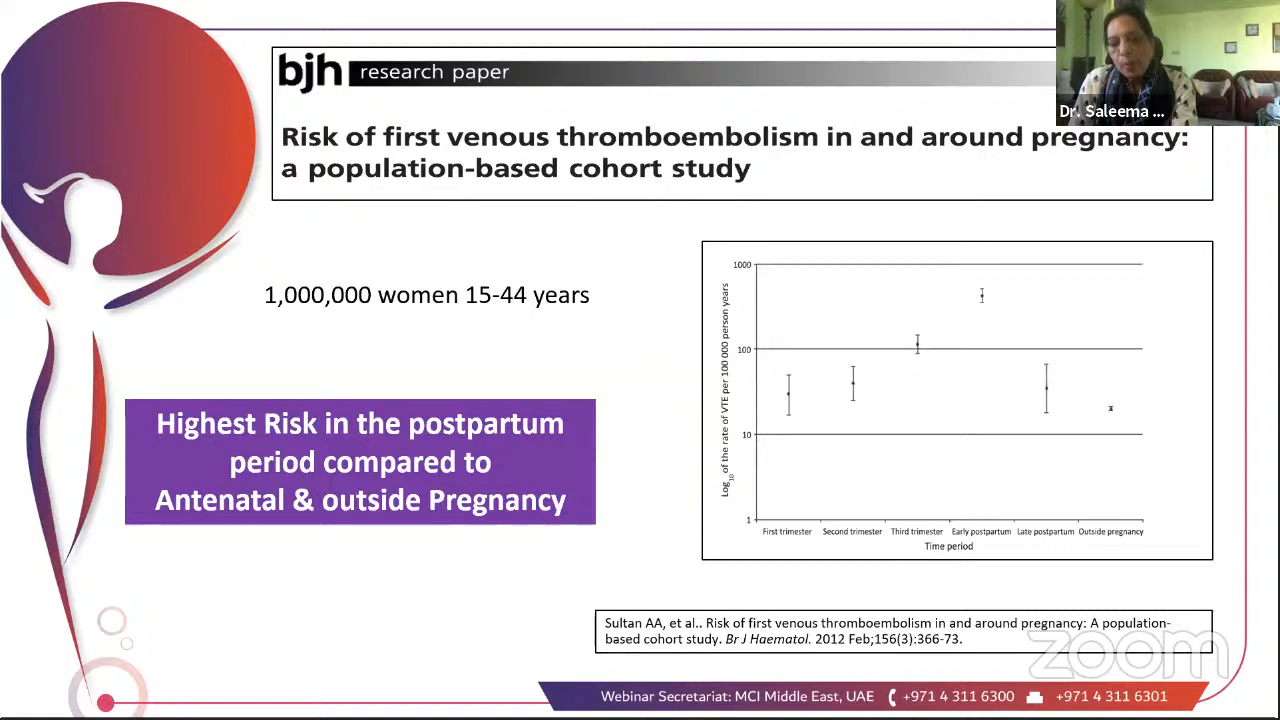 bjh research paper
Dr. Saleema ...
Risk of first venous thromboembolism in and around pregnancy:
a population-based cohort study
1,000,000 women 15-44 years
Highest Risk in the postpartum
period compared to
Antenatal & outside Pregnancy
Log10 of the rate of VTE per 100 000 person years
1000
100
10
1
First trimester Second trimester Third trimester Early postpartum Late postpartum Outside pregnancy
Time period
Sultan AA, et al.. Risk of first venous thromboembolism in and around pregnancy: A population-
based cohort study. Br J Haematol. 2012 Feb;156(3):366-73.
zoom
Webinar Secretariat: MCI Middle East, UAE +971 4 311 6300 +971 4 311 6301